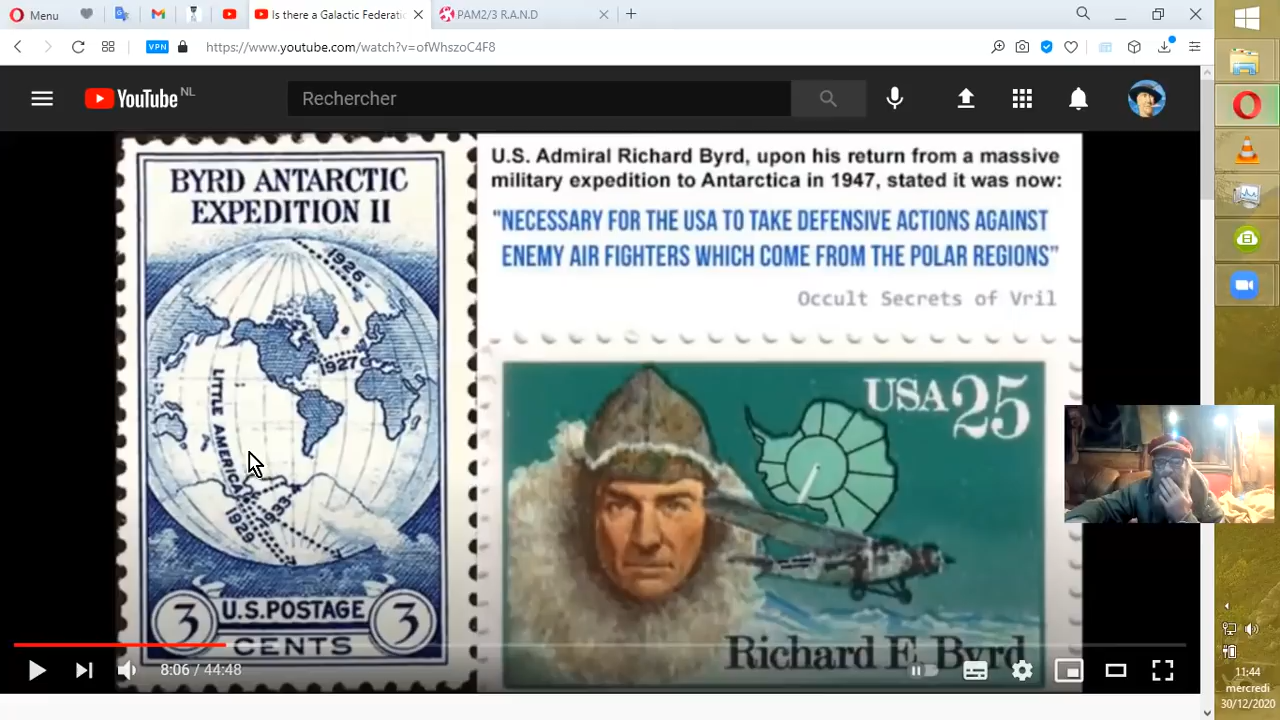 Menu
Is there a Galactic Federati
PAM2/3 R.A.N.D
VPN
https://www.youtube.com/watch?v=ofWhszoC4F8
YouTube NL
Rechercher
BYRD ANTARCTIC
EXPEDITION II
1926
1927
LITTLE AMERICA
1933
1929
3
U.S. POSTAGE
3
CENTS
U.S. Admiral Richard Byrd, upon his return from a massive
military expedition to Antarctica in 1947, stated it was now:
"NECESSARY FOR THE USA TO TAKE DEFENSIVE ACTIONS AGAINST
ENEMY AIR FIGHTERS WHICH COME FROM THE POLAR REGIONS"
Occult Secrets of Vril
USA 25
Richard E. Byrd
8:06 / 44:48
11:44
mercredi
30/12/2020